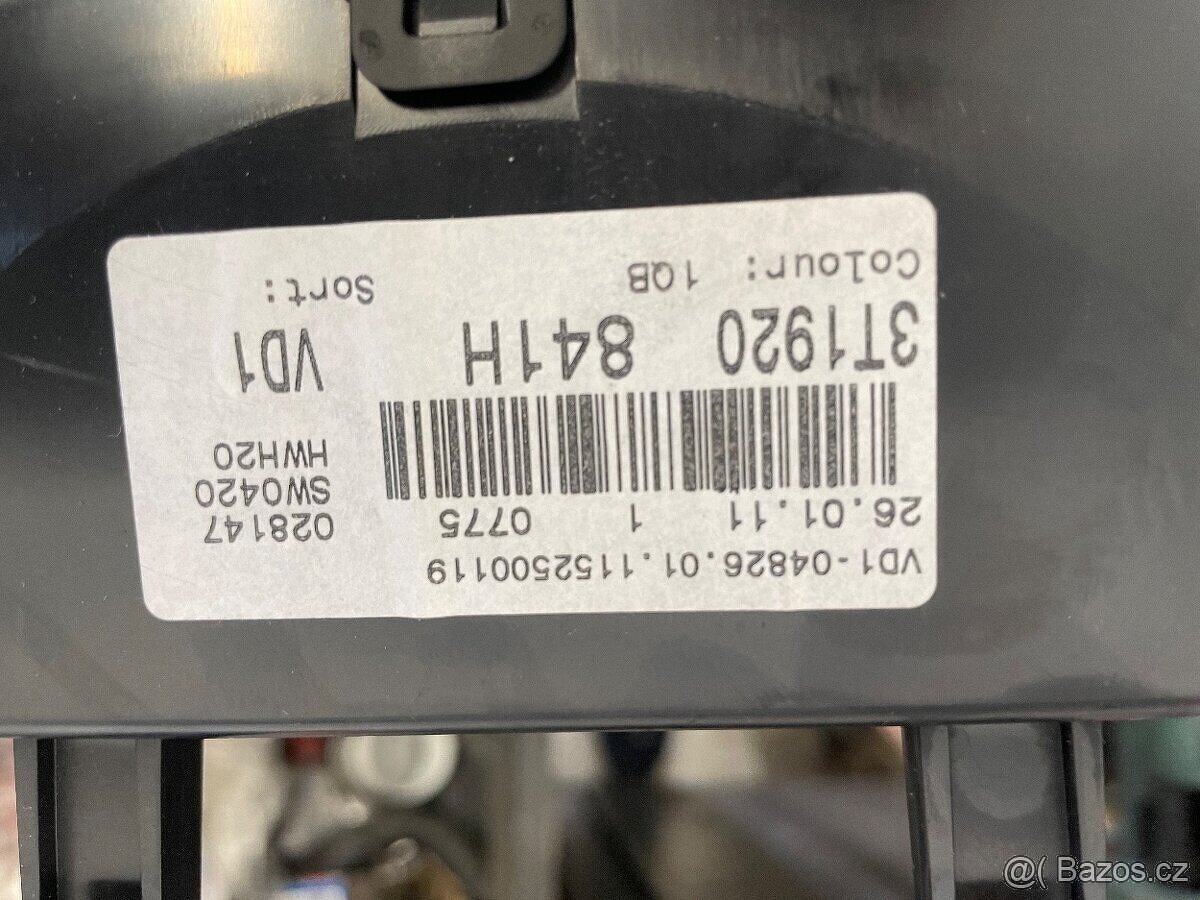 VD1-04826.01.1152500119
26.01.11 1 0775
028147
SW0420
HWH20
3T1920 841H VD1
Colour: 1QB Sort:
@( Bazos.cz